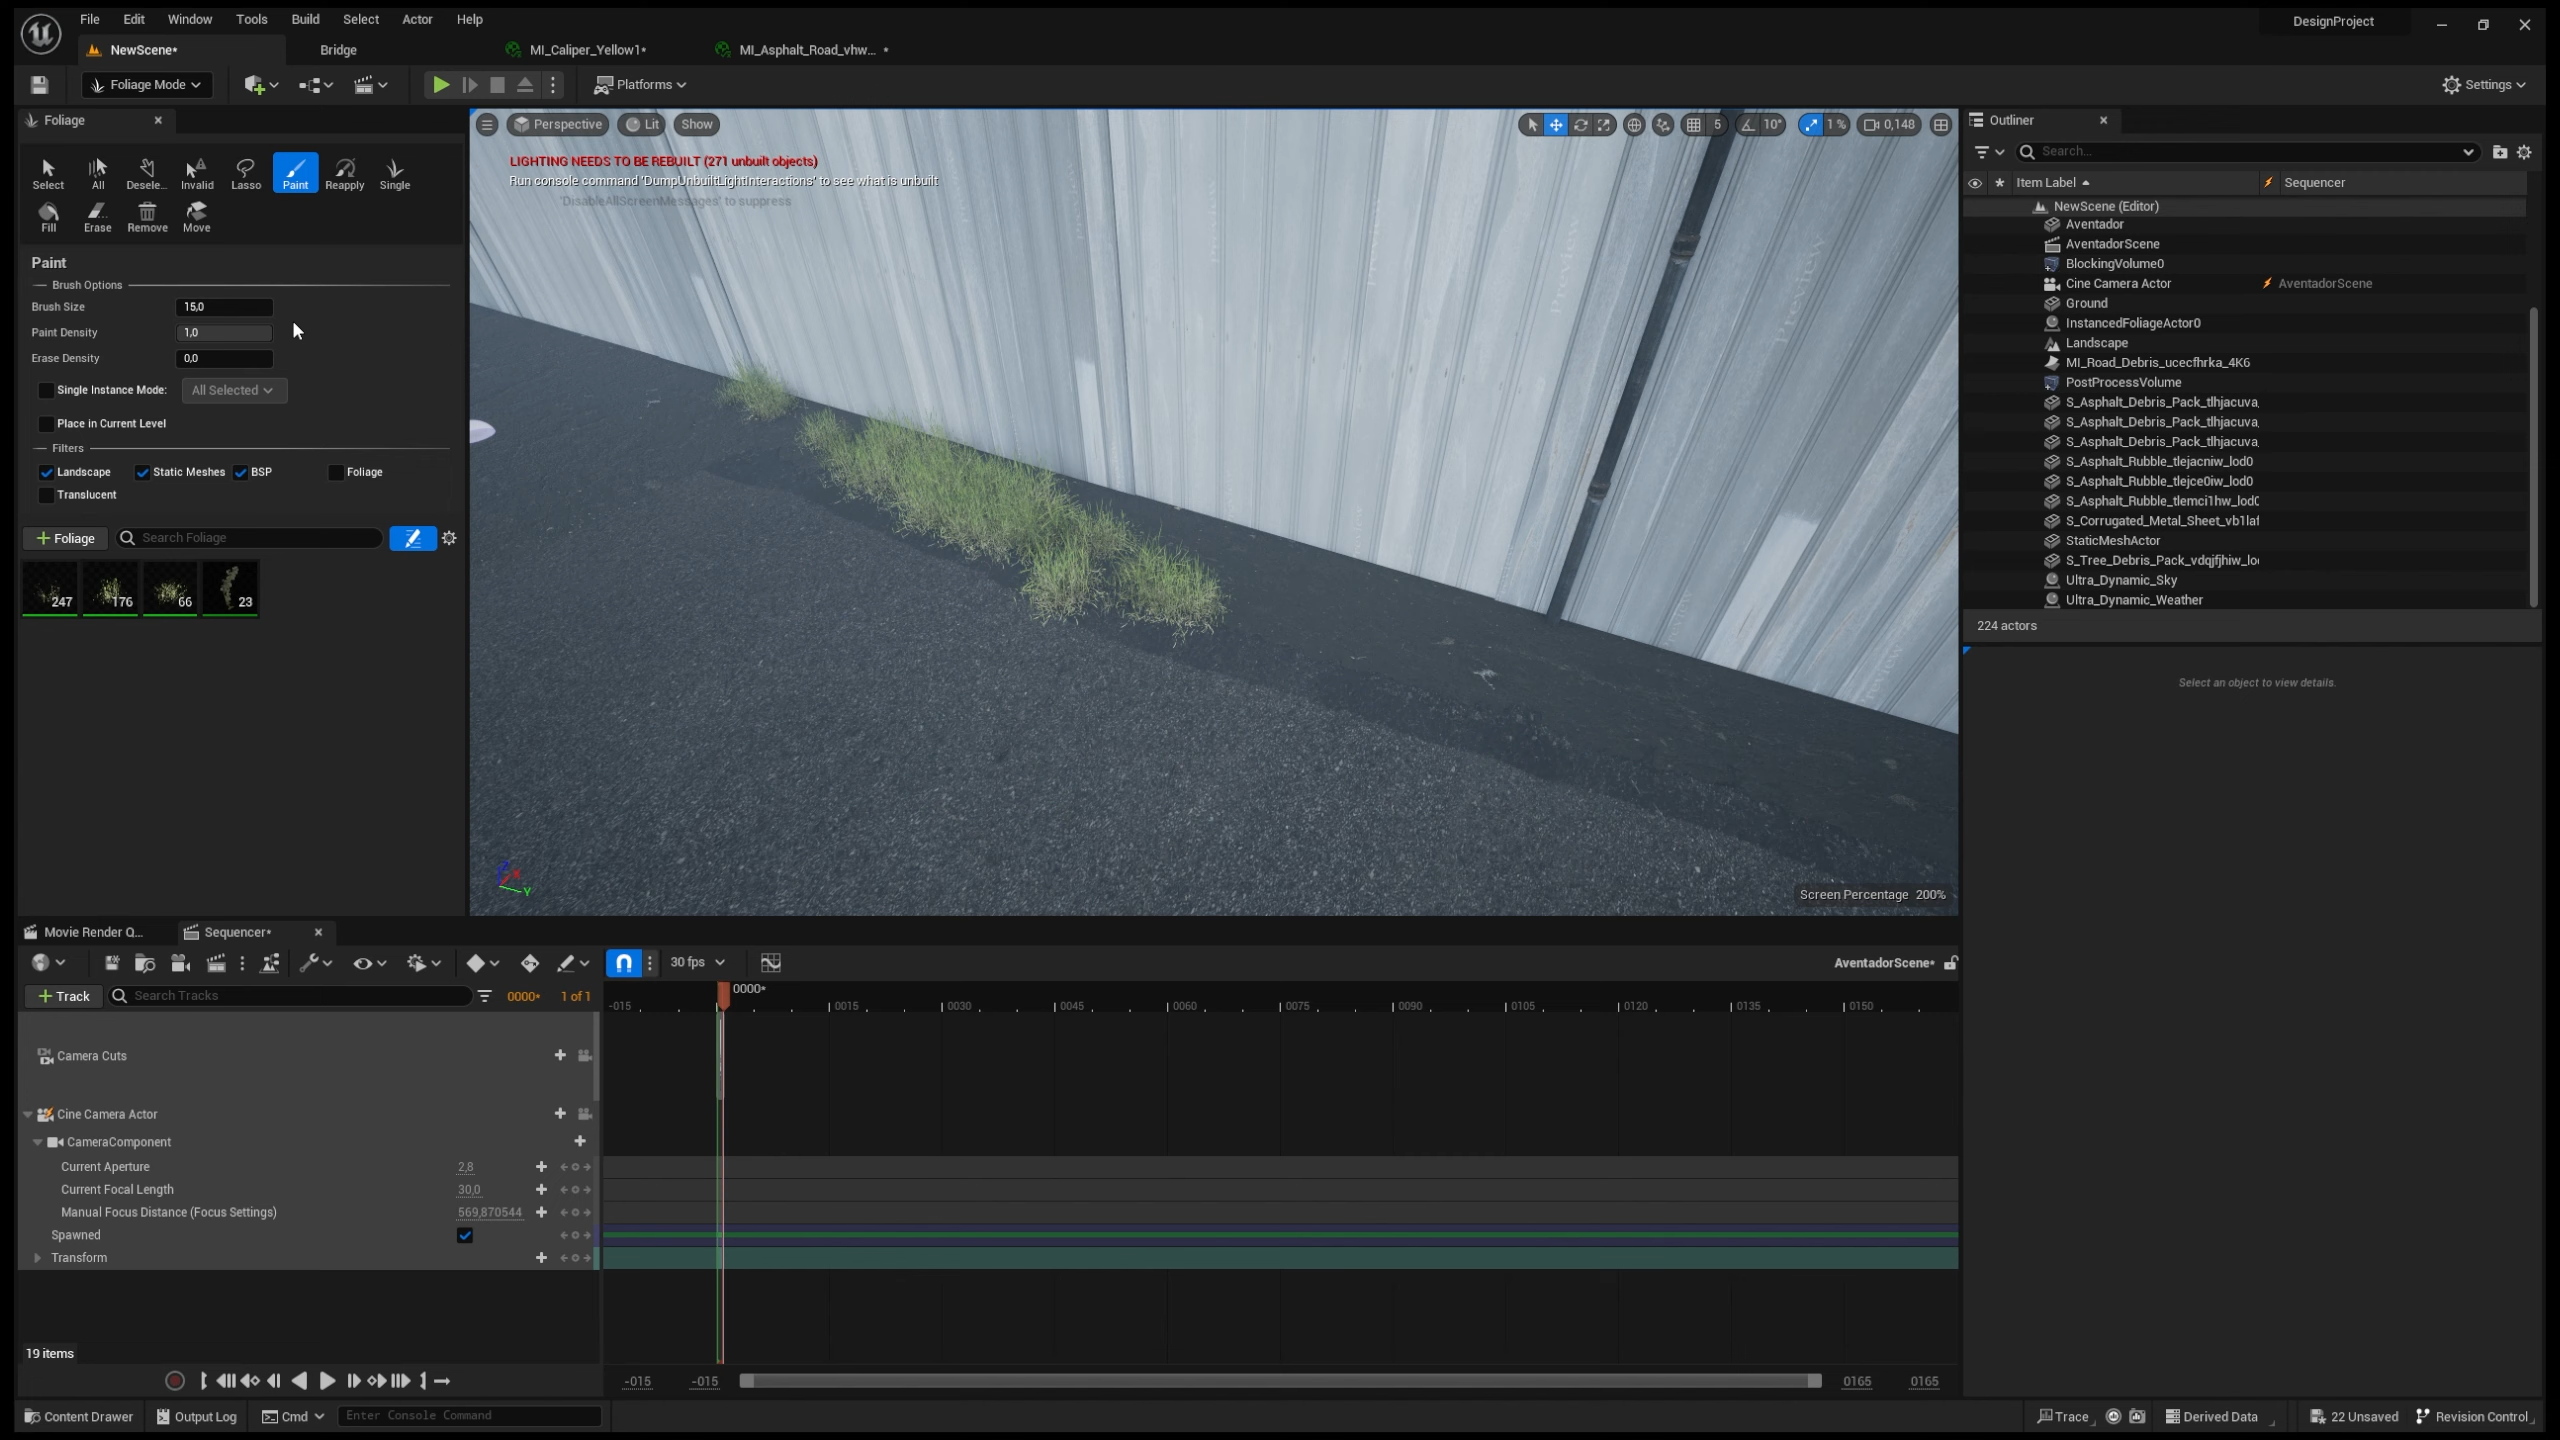 File Edit Window Tools Build Select Actor Help
DesignProject
NewScene* Bridge MI_Caliper_Yellow1* MI_Asphalt_Road_vhw... *
Foliage Mode Platforms Settings
Foliage
Select All Desele... Invalid Lasso Paint Reapply Single
Fill Erase Remove Move
Paint
Brush Options
Brush Size 15,0
Paint Density 1,0
Erase Density 0,0
Single Instance Mode: All Selected
Place in Current Level
Filters
Landscape Static Meshes BSP Foliage
Translucent
Foliage Search Foliage
247 176 66 23
Perspective Lit Show 5 10° 1 % 0,148
LIGHTING NEEDS TO BE REBUILT (271 unbuilt objects)
Run console command 'DumpUnbuiltLightInteractions' to see what is unbuilt
'DisableAllScreenMessages' to suppress
Preview
Preview
Preview
Screen Percentage 200%
Outliner
Search...
Item Label Sequencer
NewScene (Editor)
Aventador
AventadorScene
BlockingVolume0
Cine Camera Actor AventadorScene
Ground
InstancedFoliageActor0
Landscape
MI_Road_Debris_ucecfhrka_4K6
PostProcessVolume
S_Asphalt_Debris_Pack_tlhjacuva_
S_Asphalt_Debris_Pack_tlhjacuva_
S_Asphalt_Debris_Pack_tlhjacuva_
S_Asphalt_Rubble_tlejacniw_lod0
S_Asphalt_Rubble_tlejce0iw_lod0
S_Asphalt_Rubble_tlemci1hw_lod0
S_Corrugated_Metal_Sheet_vb1laf
StaticMeshActor
S_Tree_Debris_Pack_vdqjfjhiw_lo
Ultra_Dynamic_Sky
Ultra_Dynamic_Weather
224 actors
Select an object to view details.
Movie Render Q... Sequencer*
30 fps AventadorScene*
Track Search Tracks 0000* 1 of 1
0000*
-015 0015 0030 0045 0060 0075 0090 0105 0120 0135 0150
Camera Cuts
Cine Camera Actor
CameraComponent
Current Aperture 2,8
Current Focal Length 30,0
Manual Focus Distance (Focus Settings) 569,870544
Spawned
Transform
19 items
-015 -015 0165 0165
Content Drawer Output Log Cmd Enter Console Command Trace Derived Data 22 Unsaved Revision Control